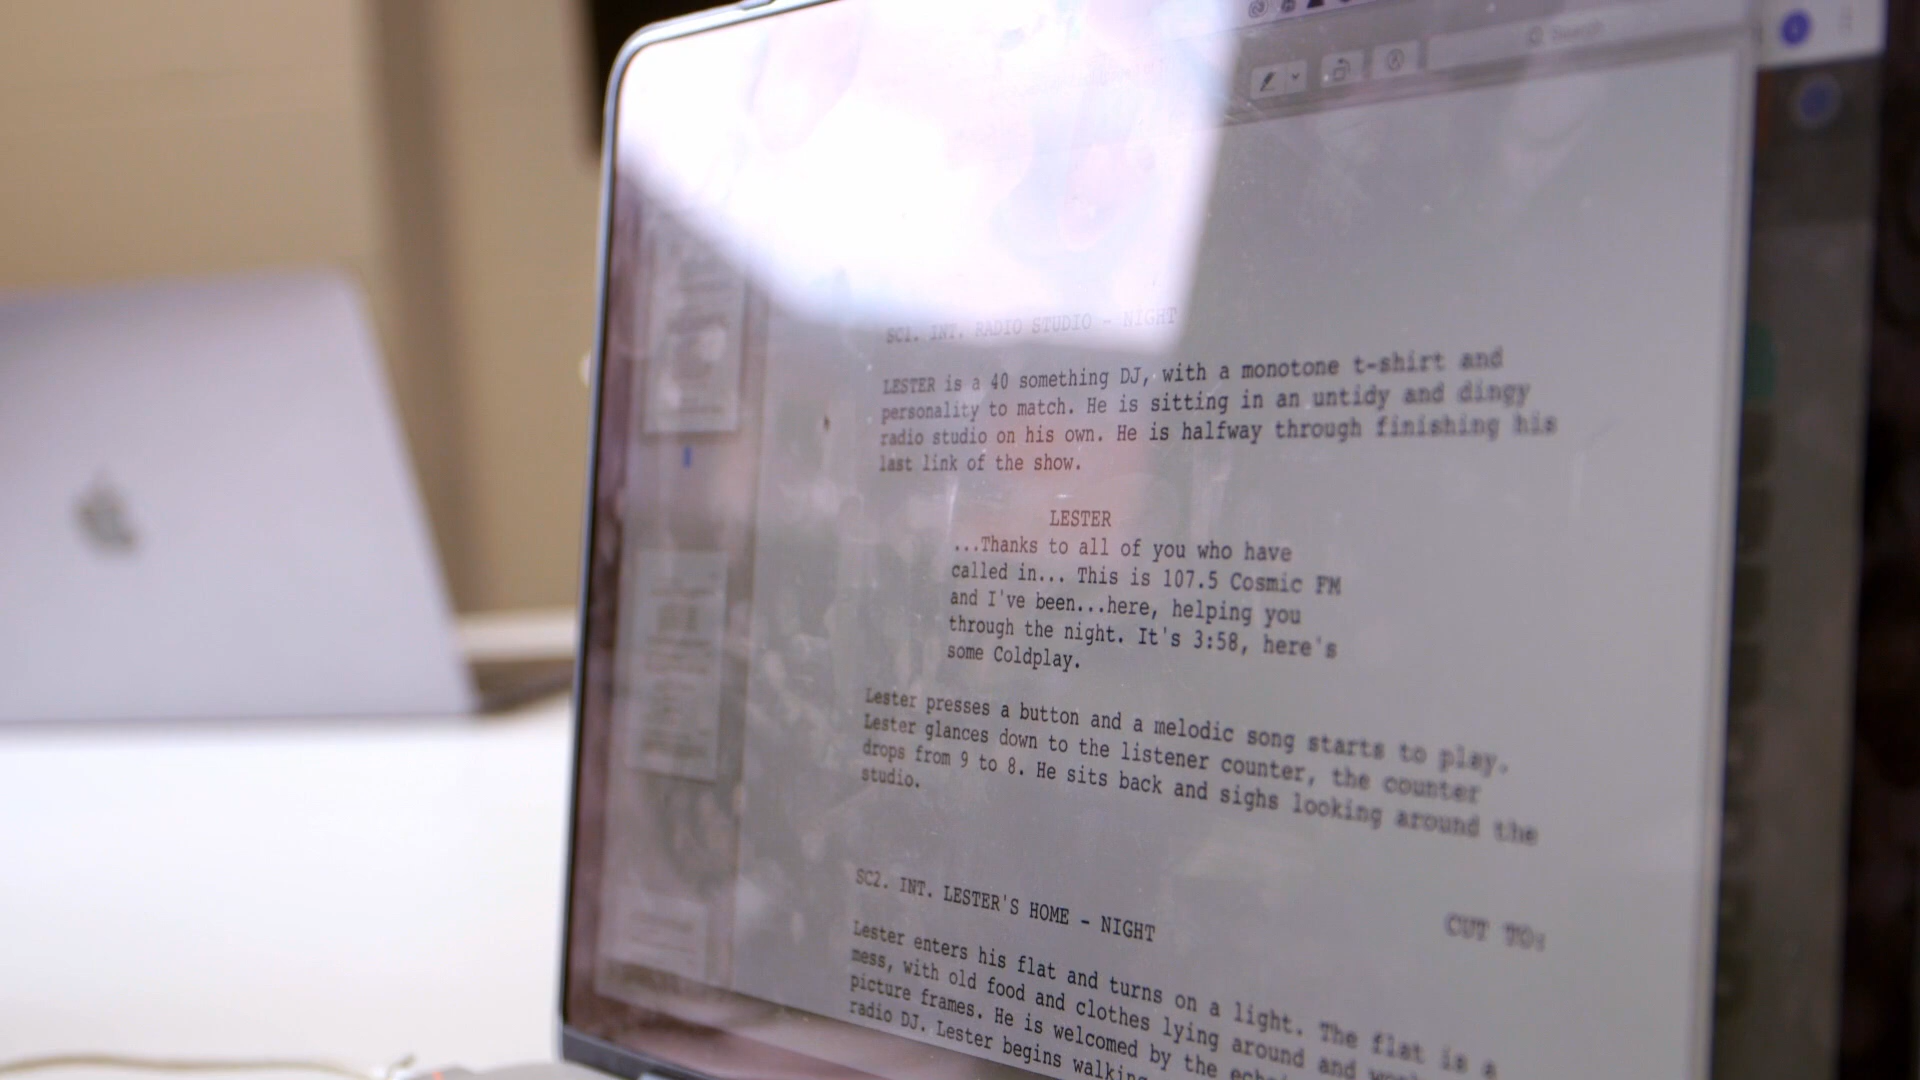 Search
SC1. INT. RADIO STUDIO - NIGHT
LESTER is a 40 something DJ, with a monotone t-shirt and
personality to match. He is sitting in an untidy and dingy
radio studio on his own. He is halfway through finishing his
last link of the show.
LESTER
...Thanks to all of you who have
called in... This is 107.5 Cosmic FM
and I've been...here, helping you
through the night. It's 3:58, here's
some Coldplay.
Lester presses a button and a melodic song starts to play.
Lester glances down to the listener counter, the counter
drops from 9 to 8. He sits back and sighs looking around the
studio.
CUT TO:
SC2. INT. LESTER'S HOME - NIGHT
Lester enters his flat and turns on a light. The flat is a
mess, with old food and clothes lying around and
picture frames. He is welcomed by the
radio DJ. Lester begins walking